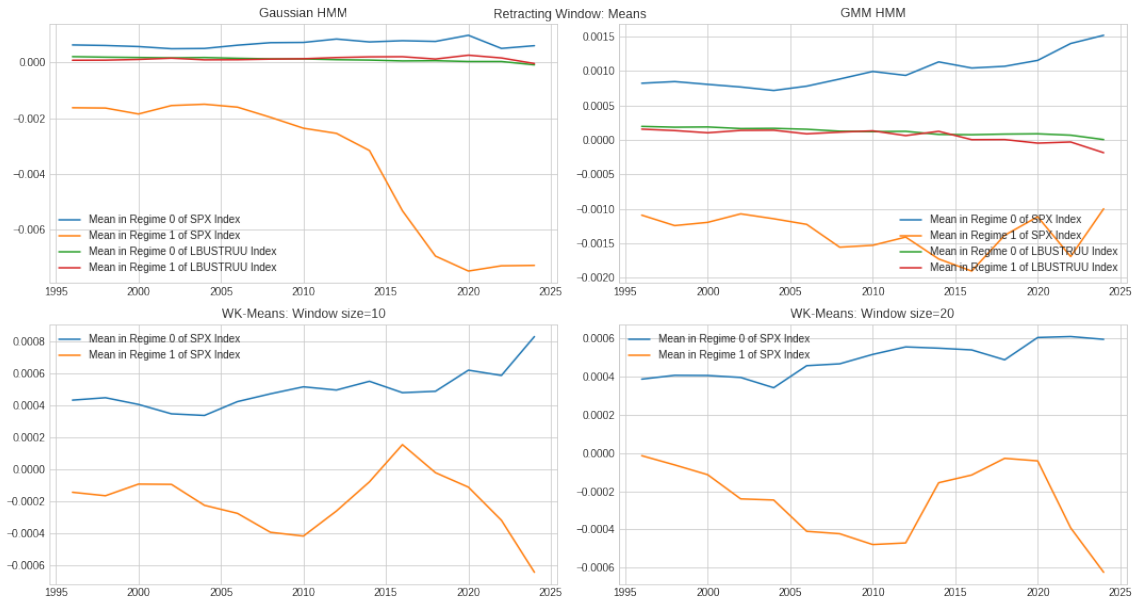 Retracting Window: Means
Gaussian HMM
0.000
−0.002
−0.004
−0.006
Mean in Regime 0 of SPX Index
Mean in Regime 1 of SPX Index
Mean in Regime 0 of LBUSTRUU Index
Mean in Regime 1 of LBUSTRUU Index
1995 2000 2005 2010 2015 2020 2025
GMM HMM
0.0015
0.0010
0.0005
0.0000
−0.0005
−0.0010
−0.0015
−0.0020
Mean in Regime 0 of SPX Index
Mean in Regime 1 of SPX Index
Mean in Regime 0 of LBUSTRUU Index
Mean in Regime 1 of LBUSTRUU Index
1995 2000 2005 2010 2015 2020 2025
WK-Means: Window size=10
0.0008
0.0006
0.0004
0.0002
0.0000
−0.0002
−0.0004
−0.0006
Mean in Regime 0 of SPX Index
Mean in Regime 1 of SPX Index
1995 2000 2005 2010 2015 2020 2025
WK-Means: Window size=20
0.0006
0.0004
0.0002
0.0000
−0.0002
−0.0004
−0.0006
Mean in Regime 0 of SPX Index
Mean in Regime 1 of SPX Index
1995 2000 2005 2010 2015 2020 2025